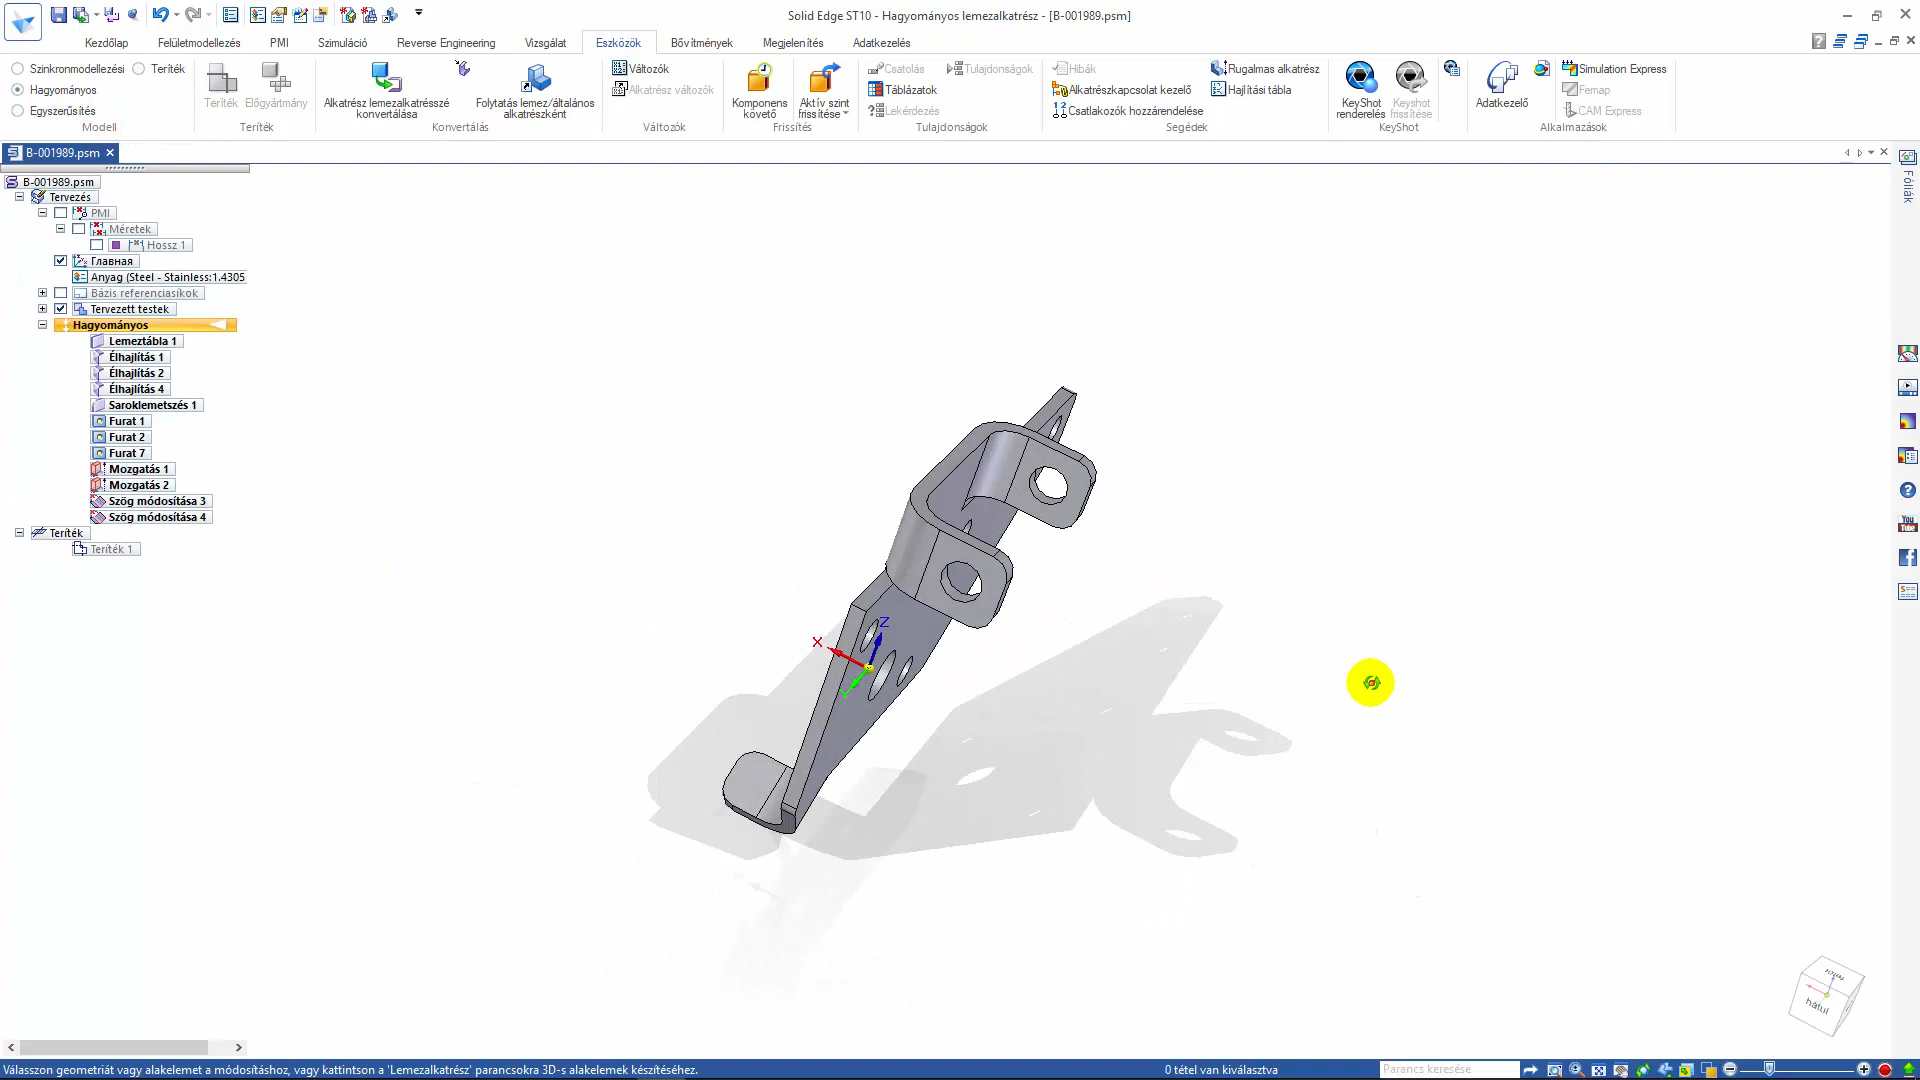 Solid Edge ST10 - Hagyományos lemezalkatrész - [B-001989.psm]
Kezdőlap Felületmodellezés PMI Szimuláció Reverse Engineering Vizsgálat Eszközök Bővítmények Megjelenítés Adatkezelés
Szinkronmodellezési Teríték
Hagyományos
Egyszerűsítés
Modell
Teríték Előgyártmány
Teríték
Alkatrész lemezalkatrésszé
konvertálása
Folytatás lemez/általános
alkatrészként
Konvertálás
Változók
Alkatrész változók
Változók
Komponens
követő
Aktív szint
frissítése
Frissítés
Csatolás Tulajdonságok
Táblázatok
Lekérdezés
Tulajdonságok
Hibák
Alkatrészkapcsolat kezelő
Csatlakozók hozzárendelése
Rugalmas alkatrész
Hajlítási tábla
Segédek
KeyShot
renderelés
Keyshot
frissítése
KeyShot
Adatkezelő
Simulation Express
Femap
CAM Express
Alkalmazások
B-001989.psm
B-001989.psm
Tervezés
PMI
Méretek
Hossz 1
Главная
Anyag (Steel - Stainless:1.4305
Bázis referenciasíkok
Tervezett testek
Hagyományos
Lemeztábla 1
Élhajlítás 1
Élhajlítás 2
Élhajlítás 4
Saroklemetszés 1
Furat 1
Furat 2
Furat 7
Mozgatás 1
Mozgatás 2
Szög módosítása 3
Szög módosítása 4
Teríték
Teríték 1
Fóliák
You
Tube
X
Z
Y
hátul
Válasszon geometriát vagy alakelemet a módosításhoz, vagy kattintson a 'Lemezalkatrész' parancsokra 3D-s alakelemek készítéséhez.
0 tétel van kiválasztva
Parancs keresése